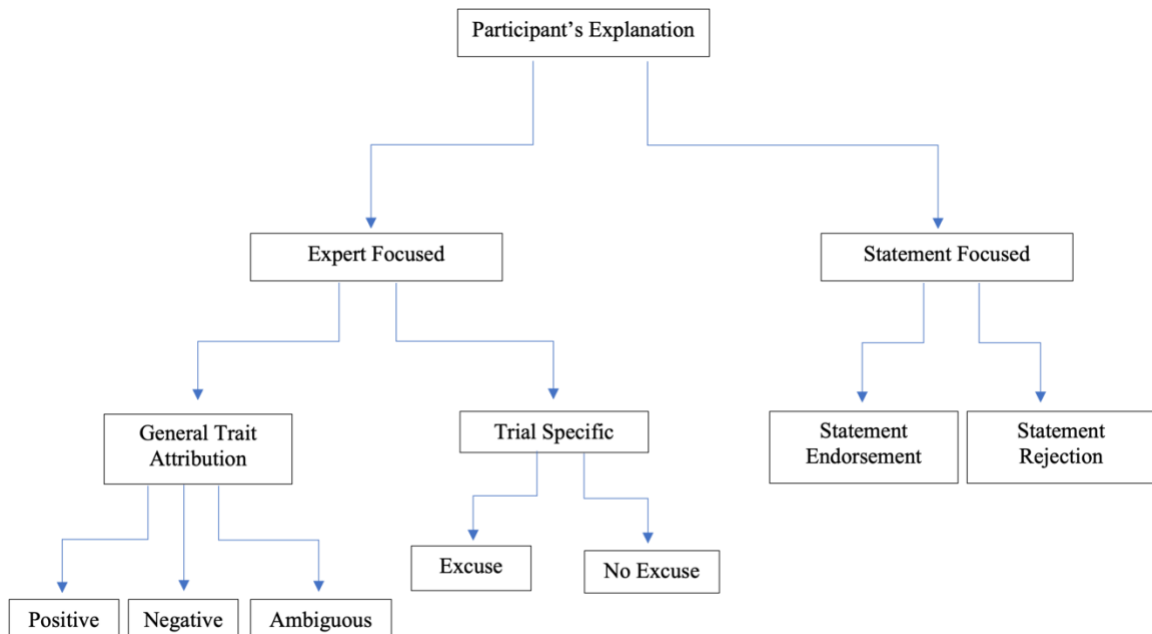 Participant’s Explanation
Expert Focused
Statement Focused
General Trait
Attribution
Trial Specific
Statement
Endorsement
Statement
Rejection
Excuse
No Excuse
Positive
Negative
Ambiguous